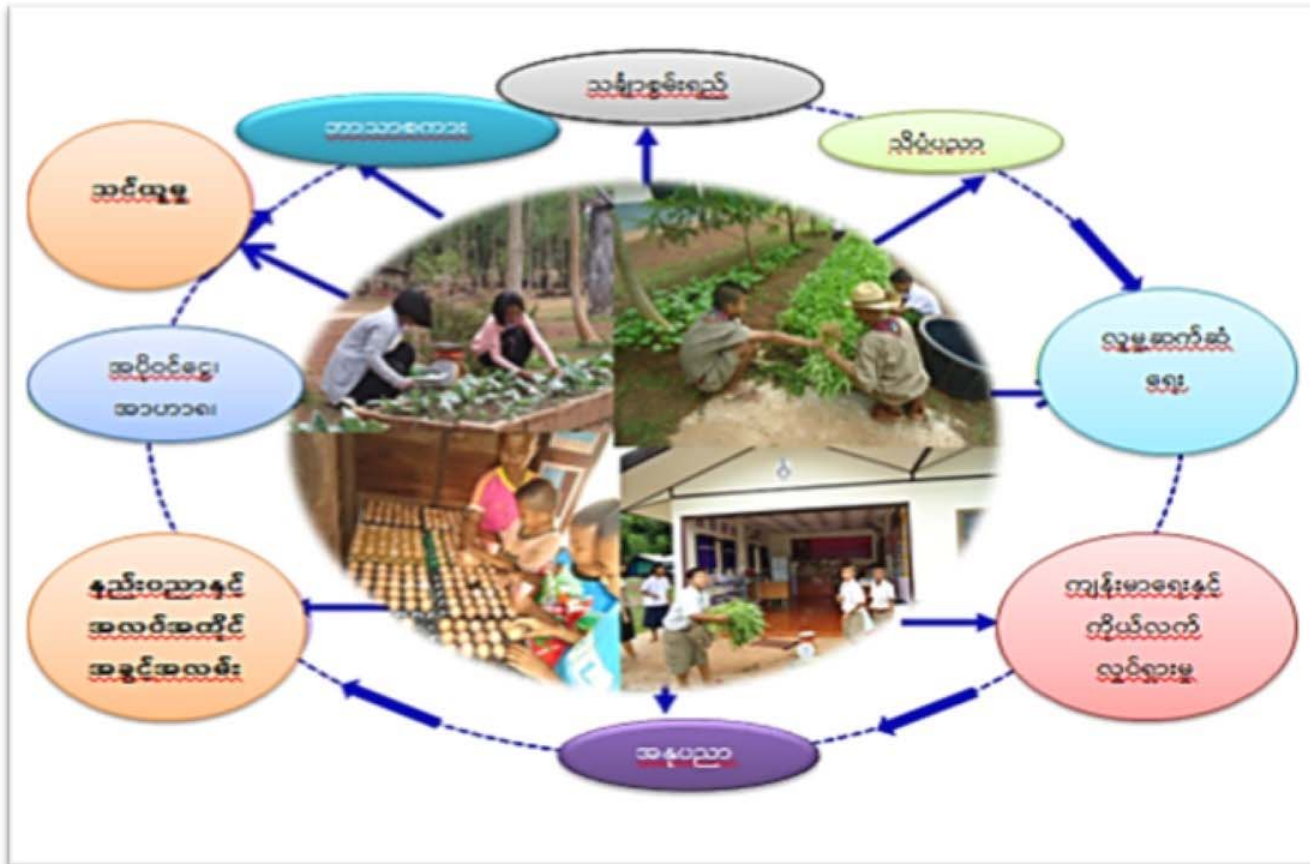 သင်္ချာစွမ်းရည်
ဘာသာစကား
သိပ္ပံပညာ
သင်ယူမှု
လူမှုဆက်ဆံ
ရေး
အပိုဝင်ငွေ၊
အာဟာရ၊
နည်းပညာနှင့်
အလုပ်အကိုင်
အခွင့်အလမ်း
ကျန်းမာရေးနှင့်
ကိုယ်လက်
လှုပ်ရှားမှု
အနုပညာ